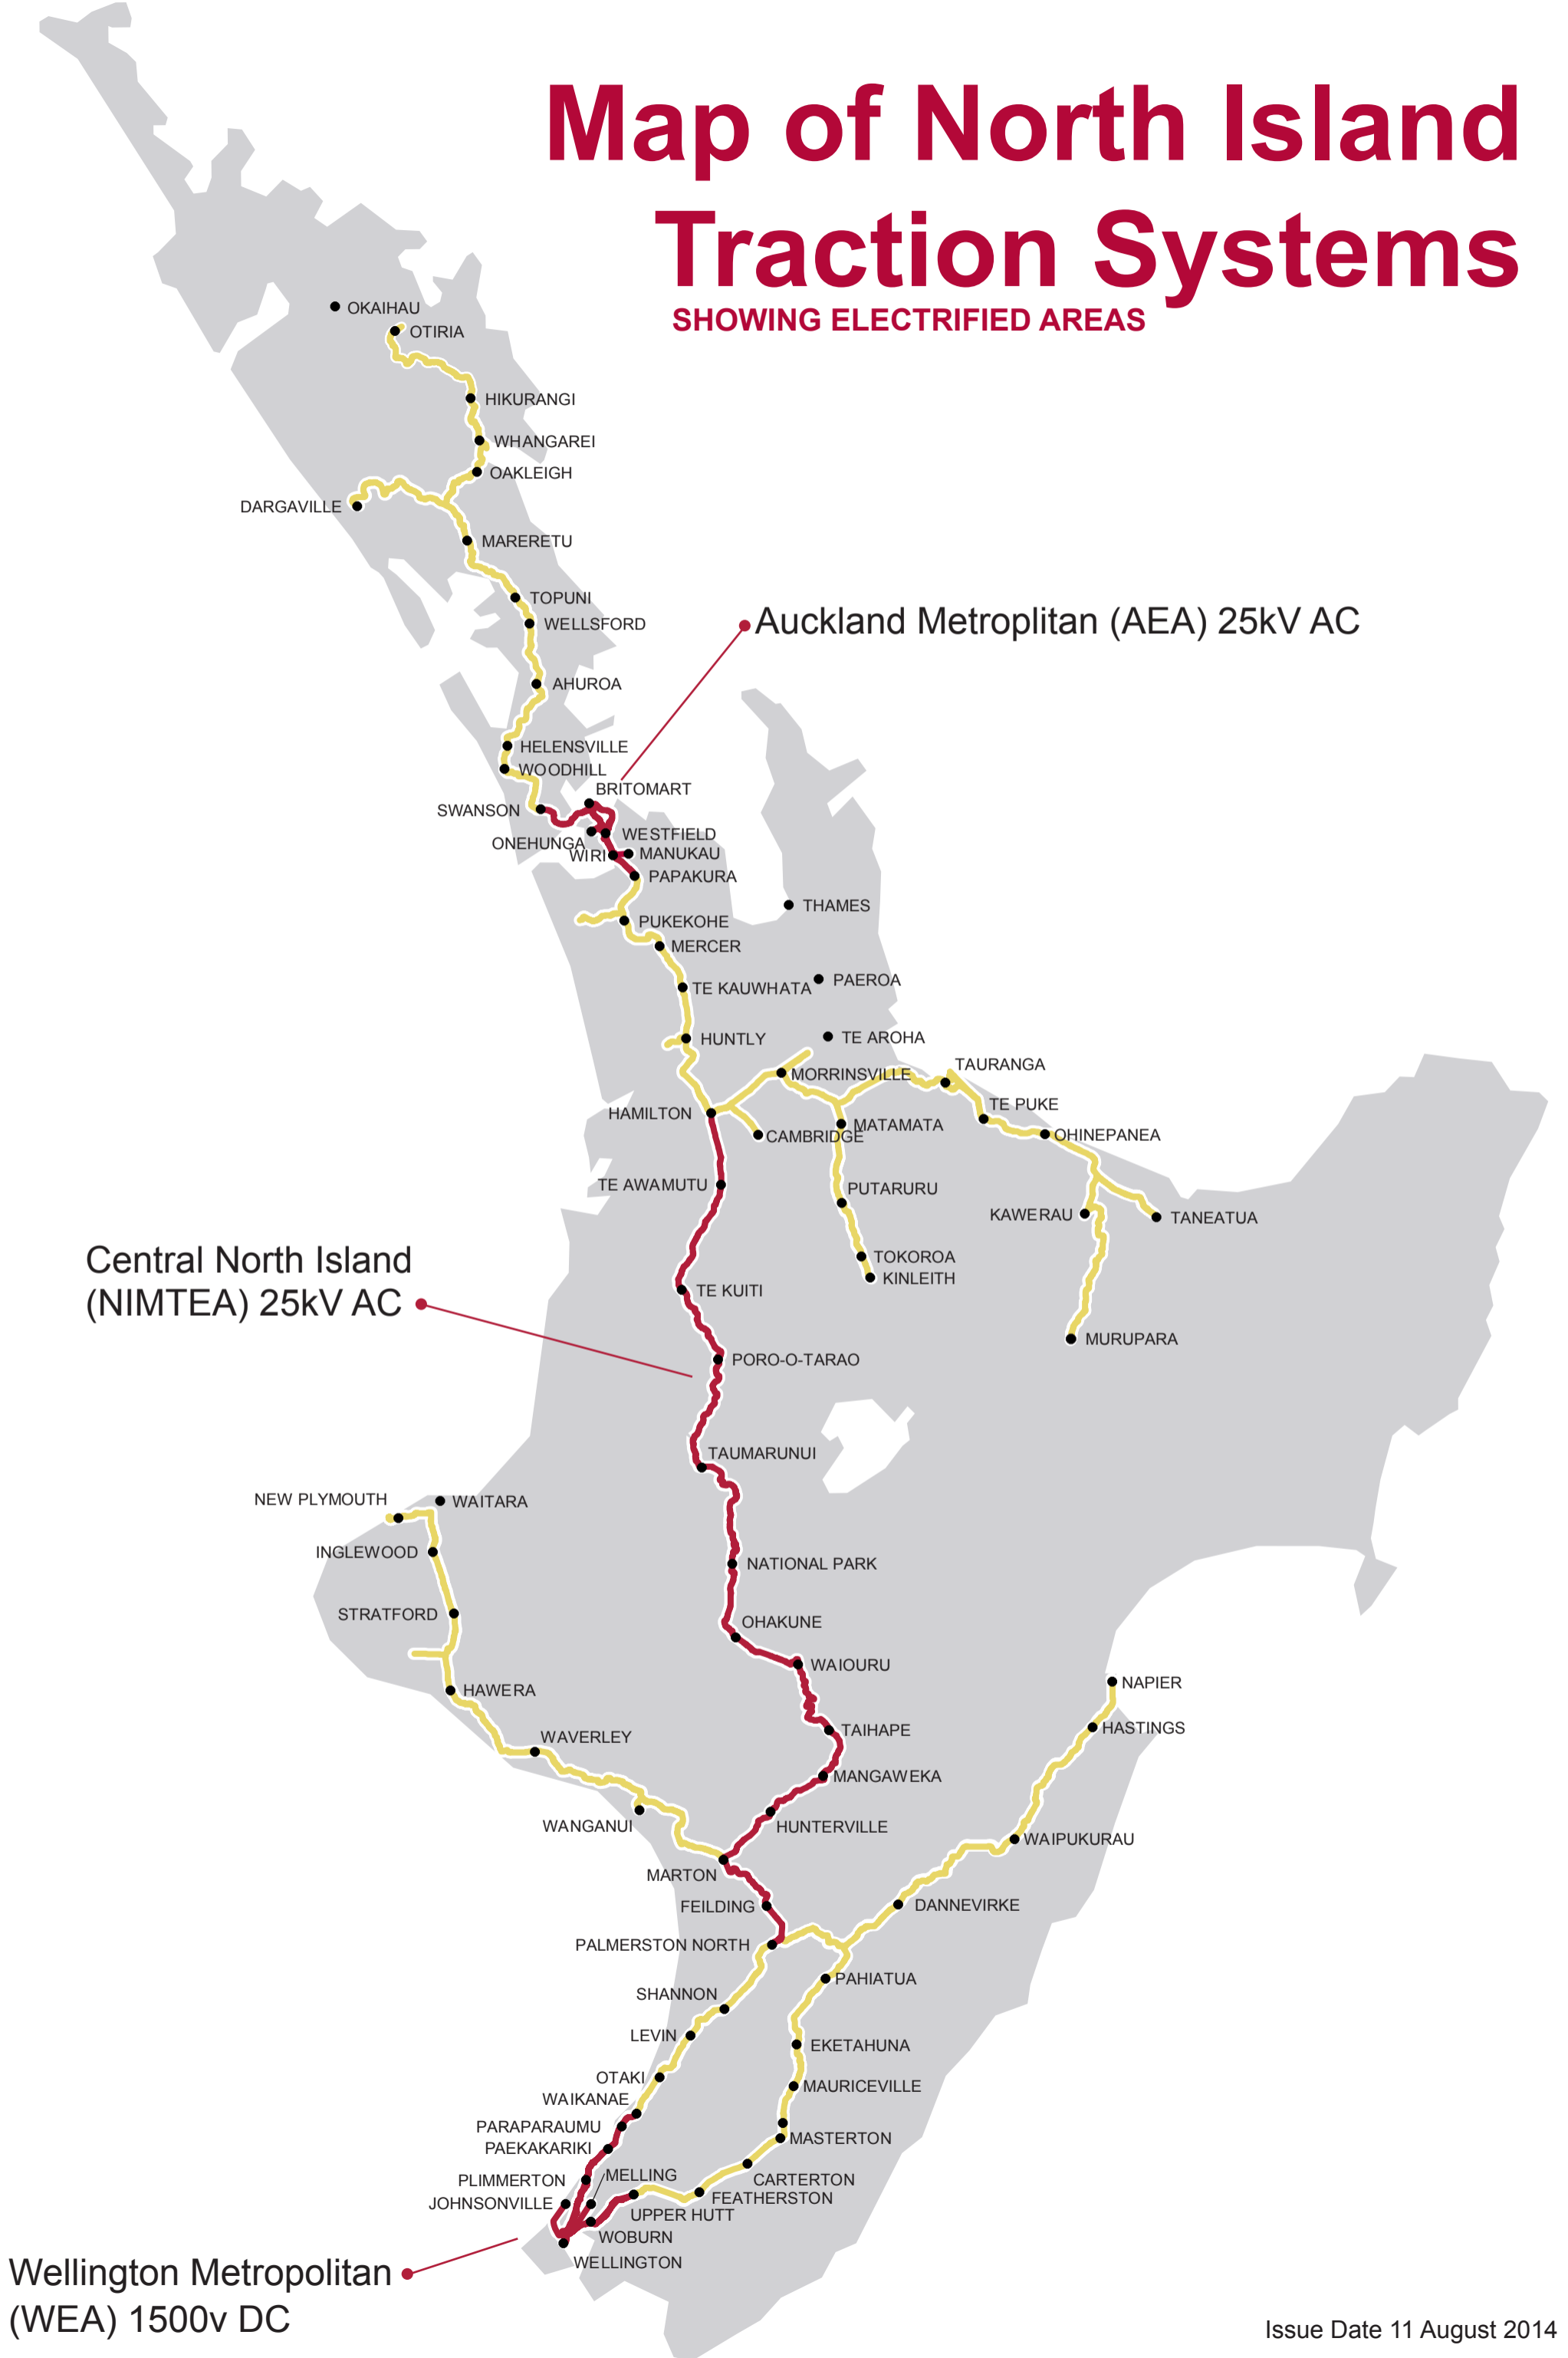 Map of North Island
Traction Systems
SHOWING ELECTRIFIED AREAS
OKAIHAU
OTIRIA
HIKURANGI
WHANGAREI
OAKLEIGH
DARGAVILLE
MARERETU
TOPUNI
WELLSFORD
Auckland Metroplitan (AEA) 25kV AC
AHUROA
HELENSVILLE
WOODHILL
BRITOMART
SWANSON
WESTFIELD
ONEHUNGA
WIRI
MANUKAU
PAPAKURA
THAMES
PUKEKOHE
MERCER
PAEROA
TE KAUWHATA
TE AROHA
HUNTLY
TAURANGA
MORRINSVILLE
TE PUKE
HAMILTON
MATAMATA
CAMBRIDGE
OHINEPANEA
TE AWAMUTU
PUTARURU
KAWERAU
TANEATUA
Central North Island
(NIMTEA) 25kV AC
TOKOROA
KINLEITH
TE KUITI
MURUPARA
PORO-O-TARAO
TAUMARUNUI
NEW PLYMOUTH
WAITARA
INGLEWOOD
NATIONAL PARK
STRATFORD
OHAKUNE
WAIOURU
NAPIER
HAWERA
HASTINGS
TAIHAPE
WAVERLEY
MANGAWEKA
WANGANUI
HUNTERVILLE
WAIPUKURAU
MARTON
FEILDING
DANNEVIRKE
PALMERSTON NORTH
PAHIATUA
SHANNON
LEVIN
EKETAHUNA
OTAKI
MAURICEVILLE
WAIKANAE
PARAPARAUMU
MASTERTON
PAEKAKARIKI
MELLING
PLIMMERTON
CARTERTON
JOHNSONVILLE
FEATHERSTON
UPPER HUTT
WOBURN
WELLINGTON
Wellington Metropolitan
(WEA) 1500v DC
Issue Date 11 August 2014